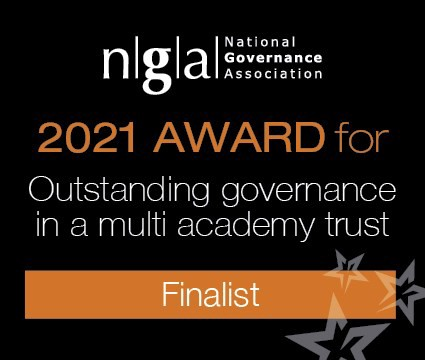 n|g|a|
National
Governance
Association
2021 AWARD for
Outstanding governance
in a multi academy trust
Finalist